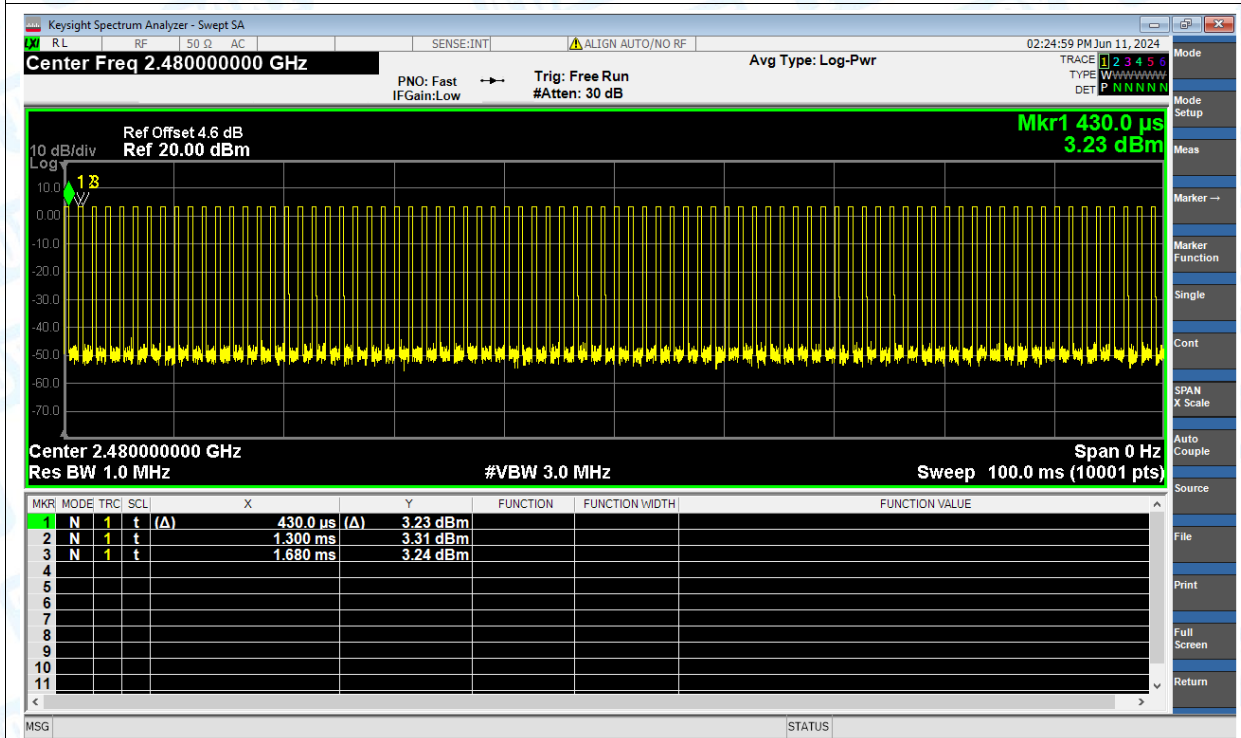 Keysight Spectrum Analyzer - Swept SA
LXI RL RF 50 Ω AC SENSE:INT ALIGN AUTO/NO RF 02:24:59 PM Jun 11, 2024
Center Freq 2.480000000 GHz
PNO: Fast
IFGain:Low
Trig: Free Run
#Atten: 30 dB
Avg Type: Log-Pwr
TRACE 1 2 3 4 5 6
TYPE WWWWWW
DET P N N N N N
Mkr1 430.0 µs
3.23 dBm
Ref Offset 4.6 dB
10 dB/div Ref 20.00 dBm
Log
1 2 3
10.0
0.00
-10.0
-20.0
-30.0
-40.0
-50.0
-60.0
-70.0
Center 2.480000000 GHz Span 0 Hz
Res BW 1.0 MHz #VBW 3.0 MHz Sweep 100.0 ms (10001 pts)
MKR MODE TRC SCL X Y FUNCTION FUNCTION WIDTH FUNCTION VALUE
1 N 1 t (Δ) 430.0 µs (Δ) 3.23 dBm
2 N 1 t 1.300 ms 3.31 dBm
3 N 1 t 1.680 ms 3.24 dBm
4
5
6
7
8
9
10
11
MSG STATUS
Mode
Mode
Setup
Meas
Marker →
Marker
Function
Single
Cont
SPAN
X Scale
Auto
Couple
Source
File
Print
Full
Screen
Return